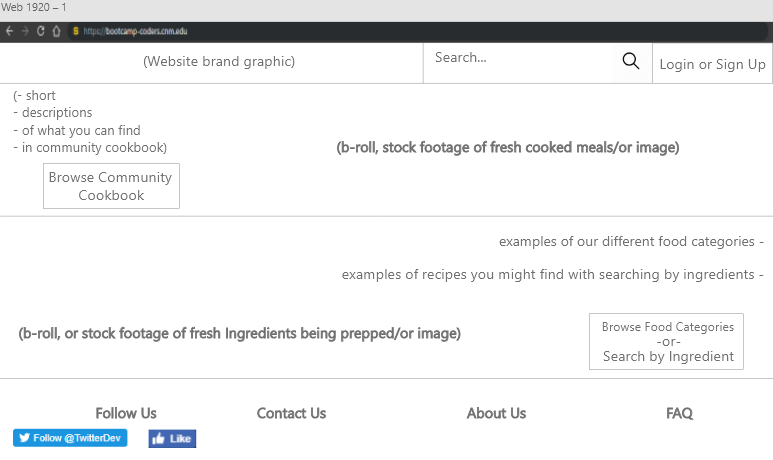 Web 1920 – 1
S https://bootcamp-coders.cnm.edu
(Website brand graphic)
Search...
Login or Sign Up
(- short
- descriptions
- of what you can find
- in community cookbook)
(b-roll, stock footage of fresh cooked meals/or image)
Browse Community
Cookbook
examples of our different food categories -
examples of recipes you might find with searching by ingredients -
(b-roll, or stock footage of fresh Ingredients being prepped/or image)
Browse Food Categories
-or-
Search by Ingredient
Follow Us
Contact Us
About Us
FAQ
Follow @TwitterDev
Like